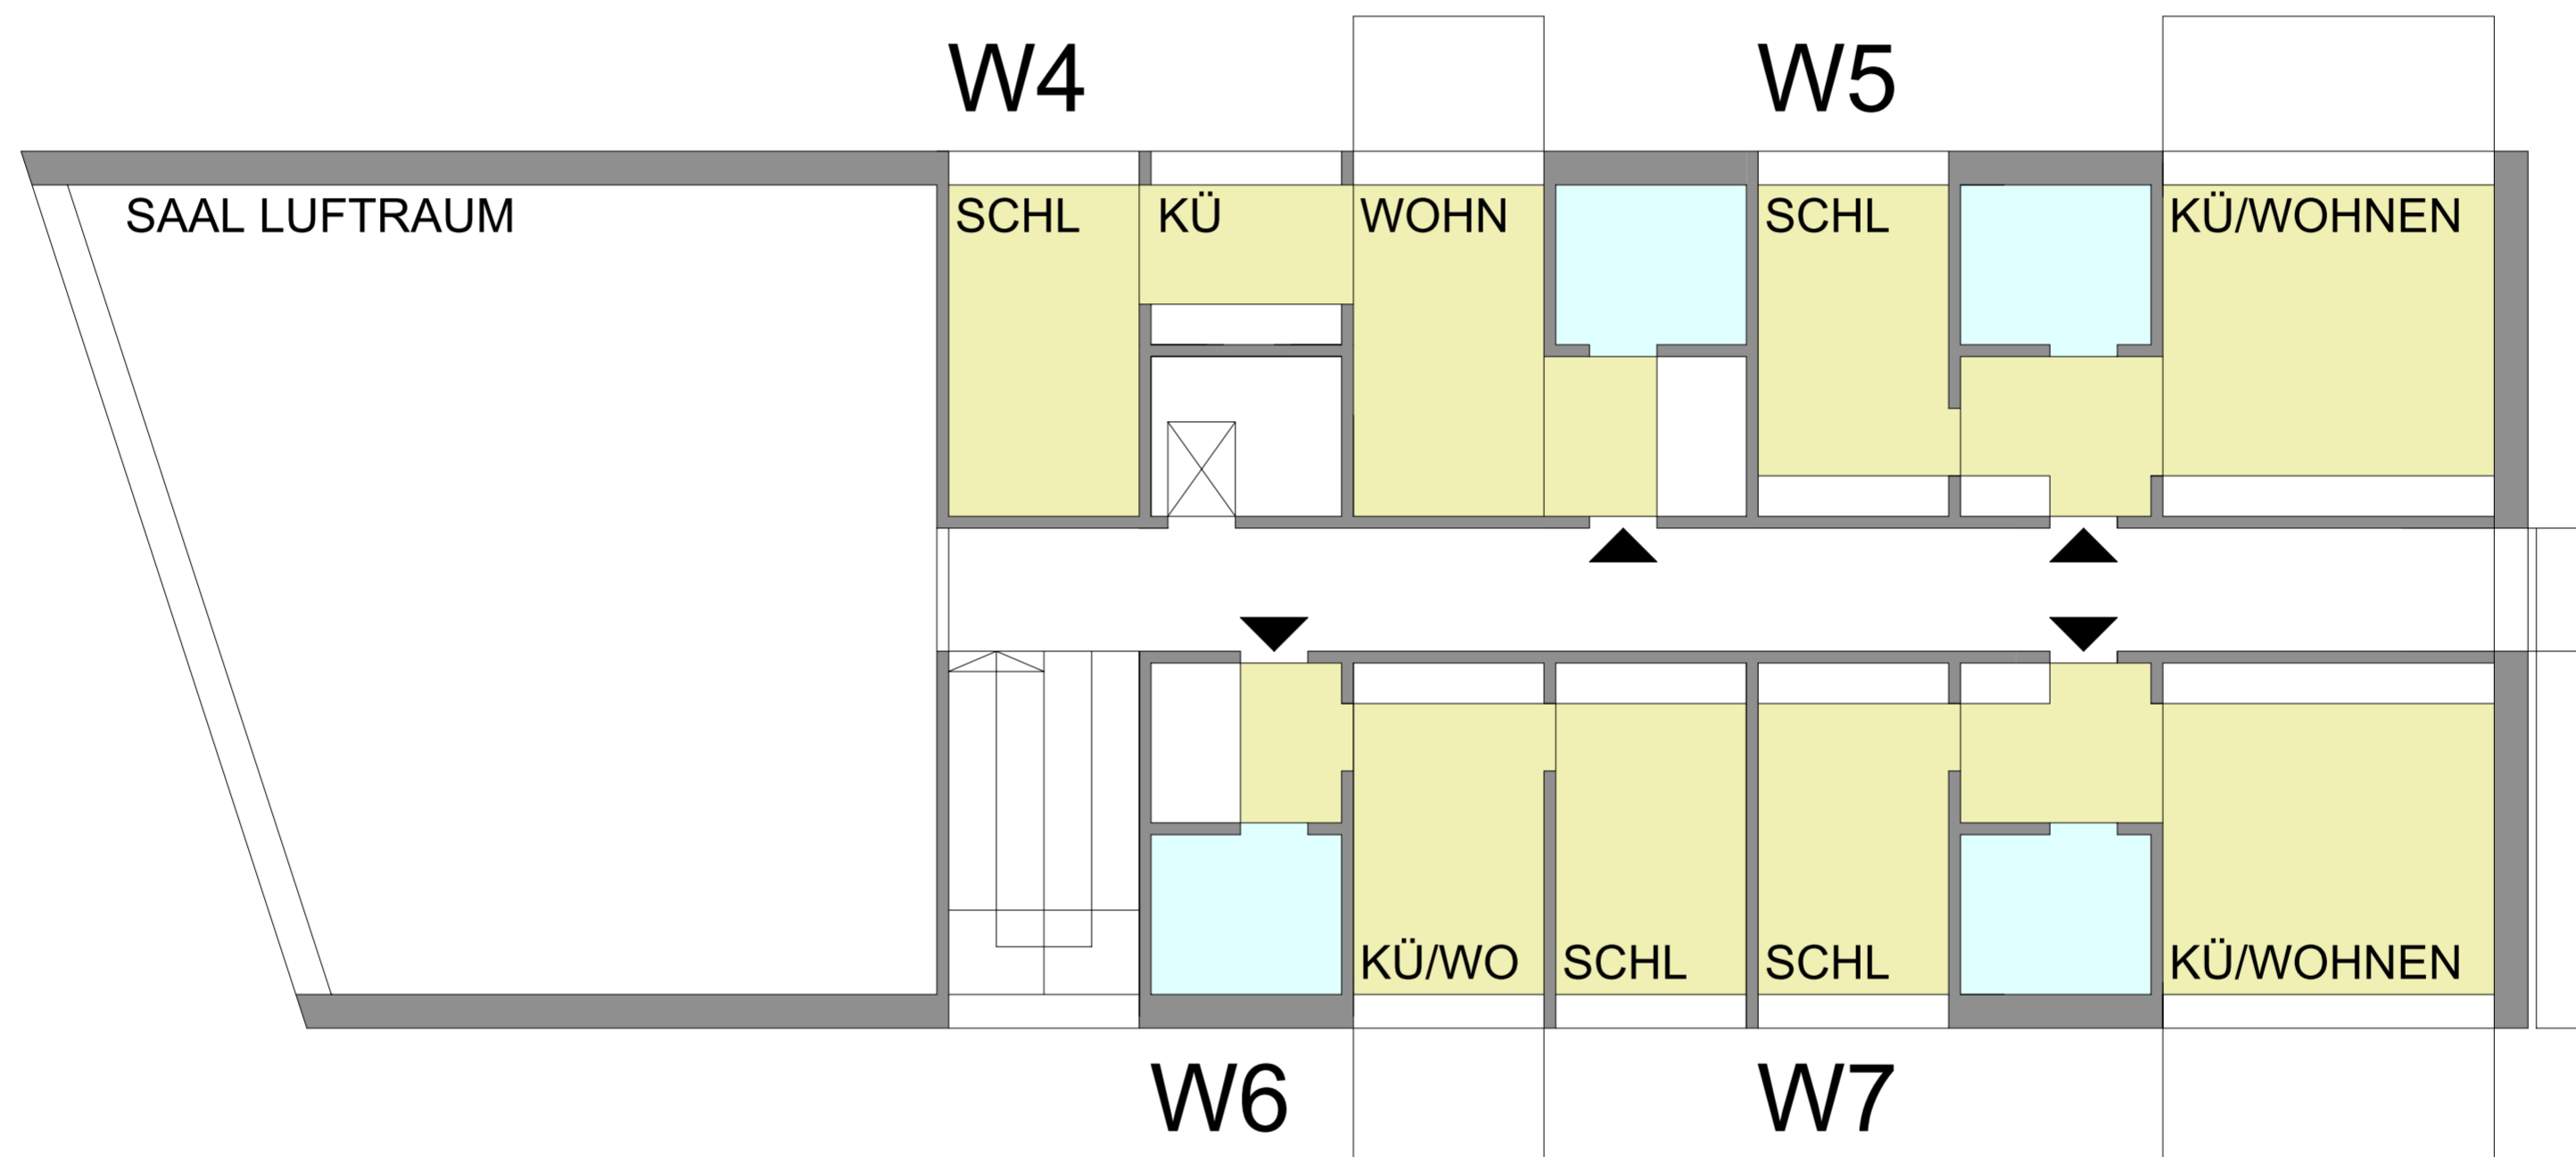 W4
W5
SAAL LUFTRAUM
SCHL
KÜ
WOHN
SCHL
KÜ/WOHNEN
KÜ/WO
SCHL
SCHL
KÜ/WOHNEN
W6
W7